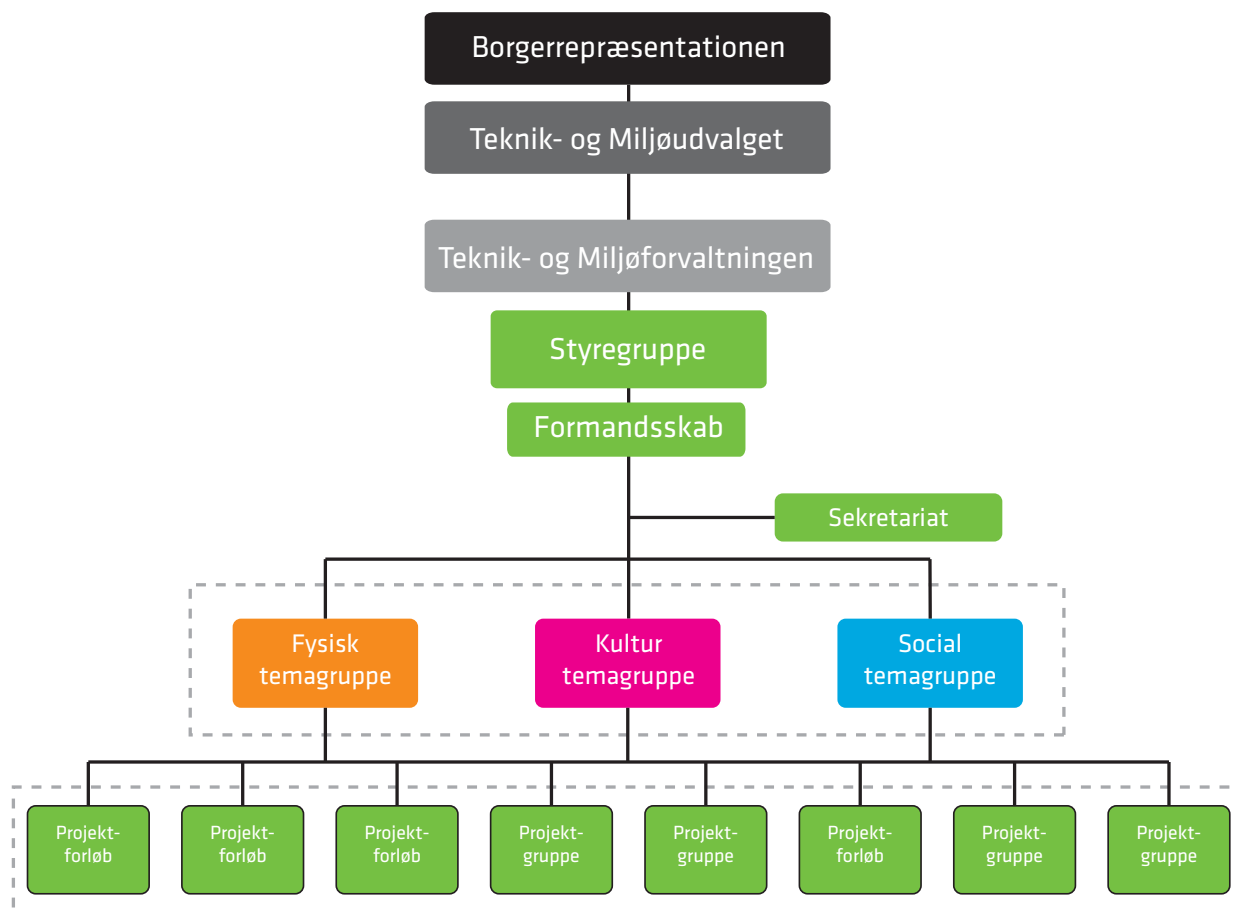 Borgerrepræsentationen
Teknik- og Miljøudvalget
Teknik- og Miljøforvaltningen
Styregruppe
Formandsskab
Sekretariat
Fysisk
temagruppe
Kultur
temagruppe
Social
temagruppe
Projekt-
forløb
Projekt-
forløb
Projekt-
forløb
Projekt-
gruppe
Projekt-
gruppe
Projekt-
forløb
Projekt-
gruppe
Projekt-
gruppe